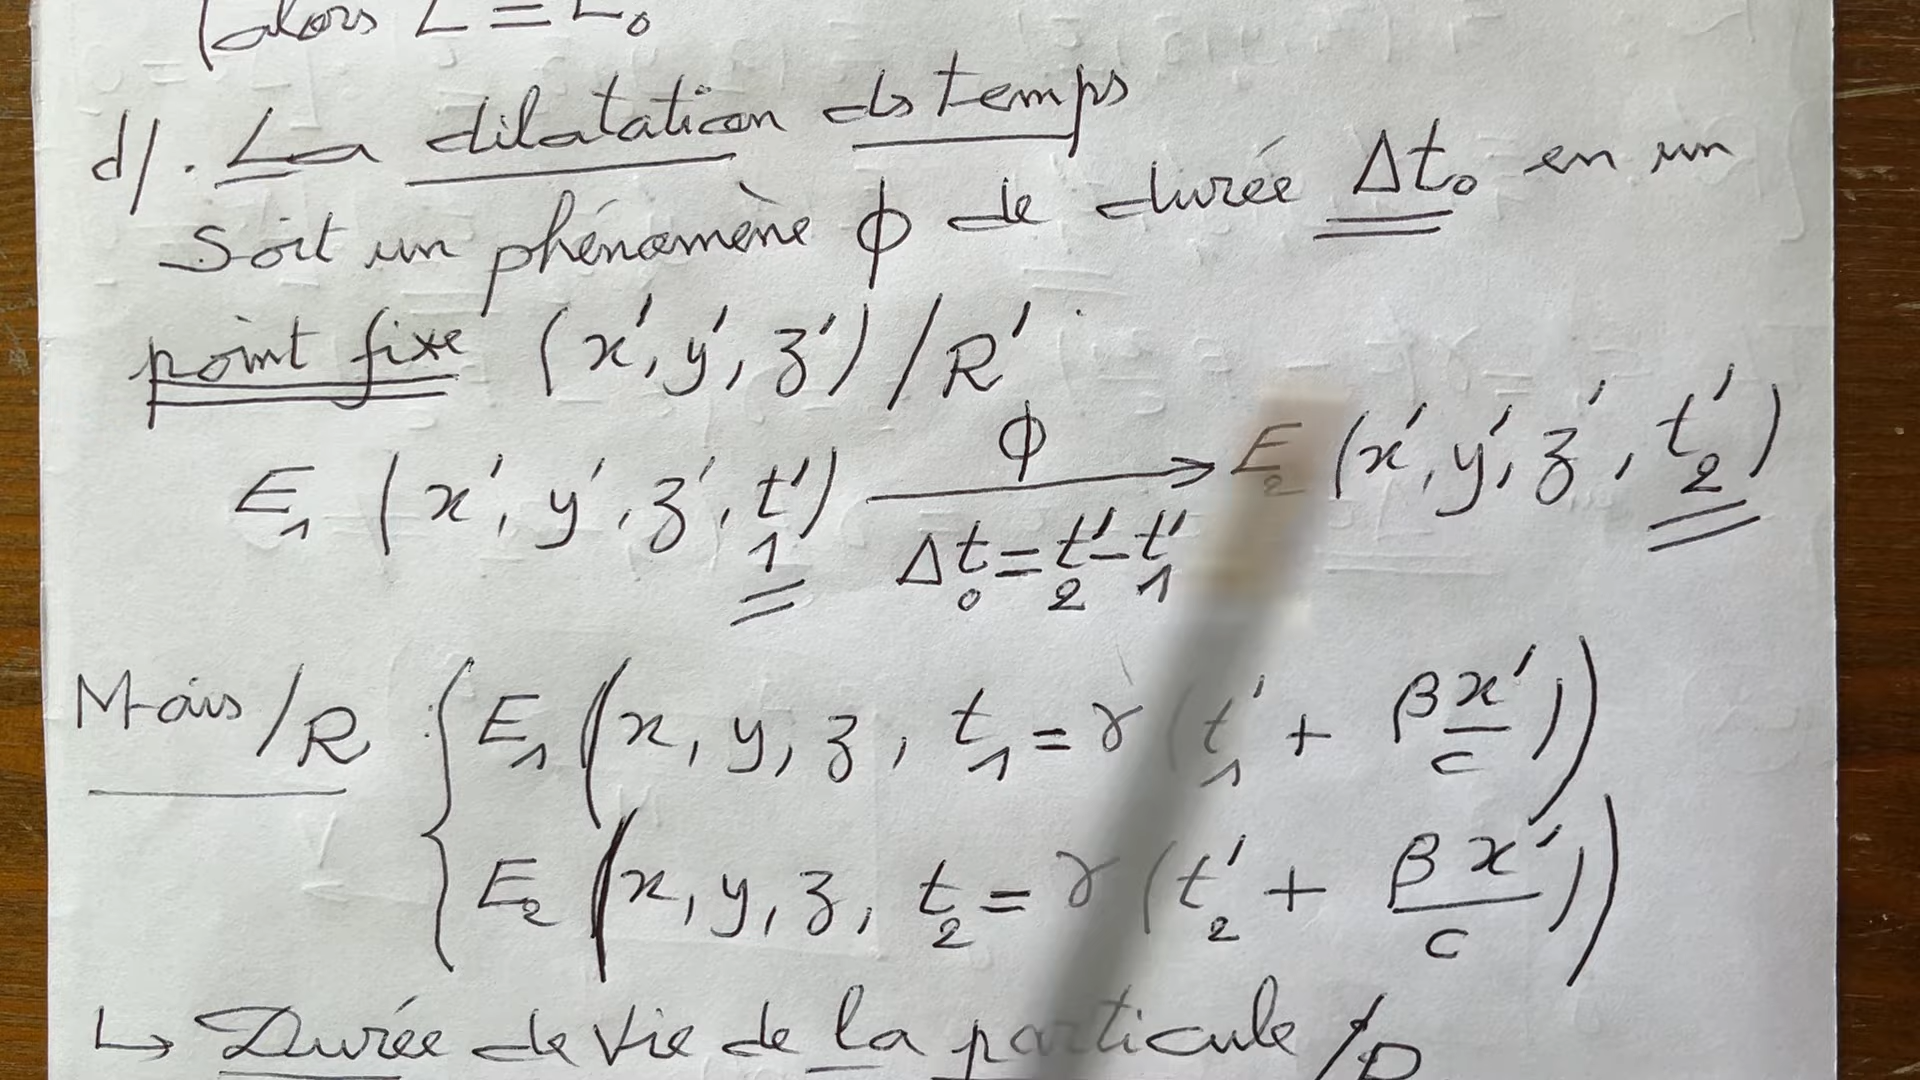 alors L = L₀
d/. La dilatation ds temps
Soit un phénomène ϕ de durée Δt₀ en un
point fixe (x', y', z') /R'
E₁ (x', y', z', t'₁) ϕ → E₂ (x', y', z', t'₂)
Δt₀ = t'₂ - t'₁
Mais /R { E₁ (x, y, z, t₁ = γ (t'₁ + βx'/c))
E₂ (x, y, z, t₂ = γ (t'₂ + βx'/c))
↳ Durée de vie de la particule /R